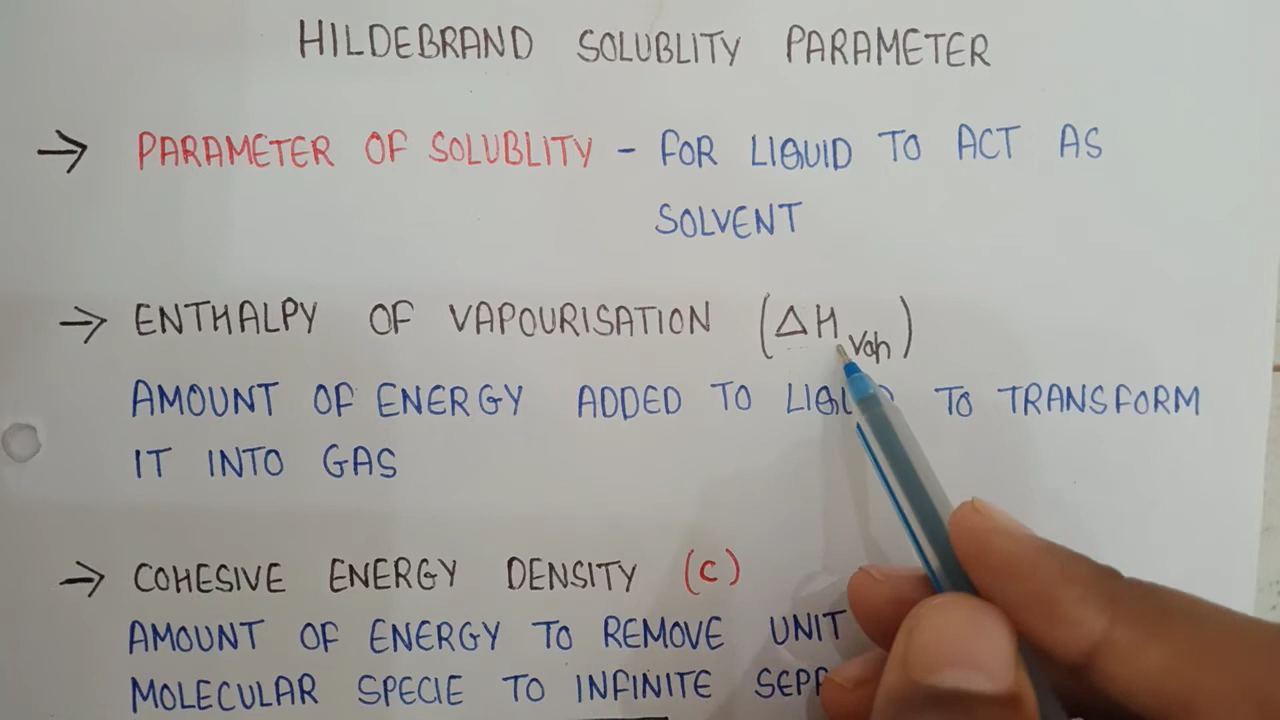 HILDEBRAND SOLUBLITY PARAMETER
→ PARAMETER OF SOLUBLITY - FOR LIQUID TO ACT AS
SOLVENT
→ ENTHALPY OF VAPOURISATION (ΔH vap)
AMOUNT OF ENERGY ADDED TO TO TRANSFORM
IT INTO GAS
→ COHESIVE ENERGY DENSITY (C)
AMOUNT OF ENERGY TO REMOVE UNIT
MOLECULAR SPECIE TO INFINITE